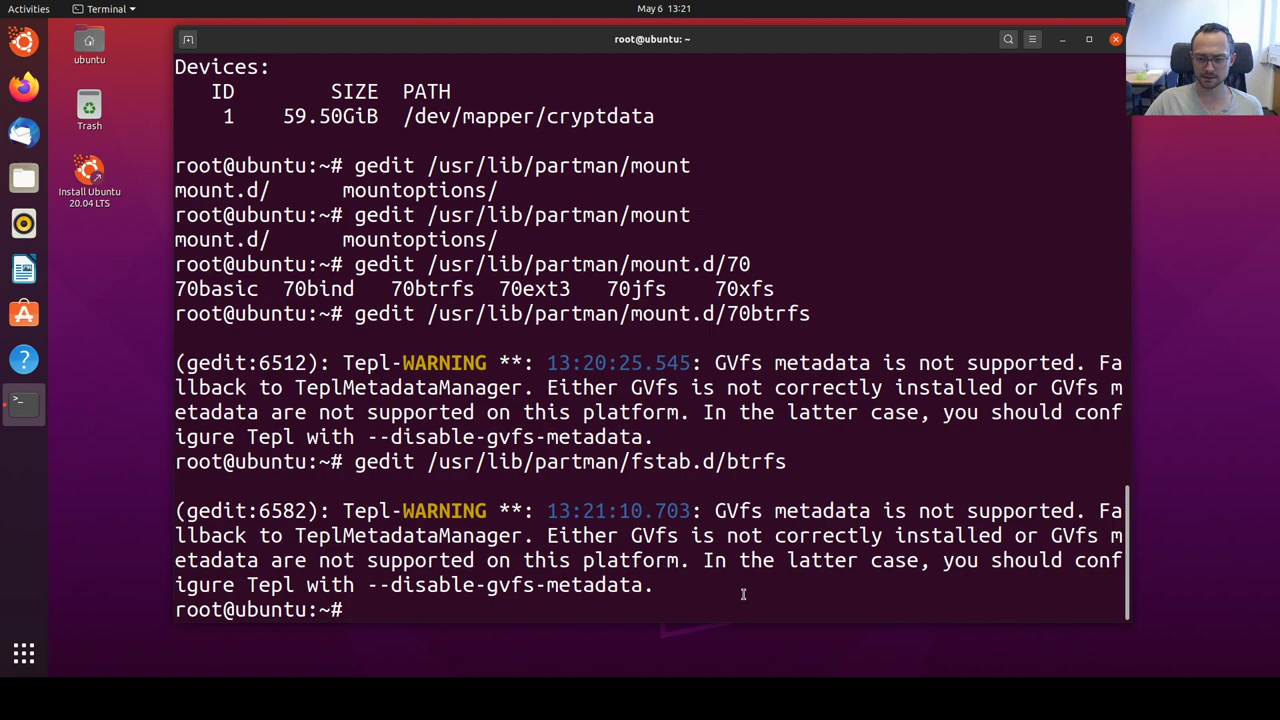 Activities
Terminal
May 6 13:21
ubuntu
Trash
Install Ubuntu
20.04 LTS
root@ubuntu: ~
Devices:
ID SIZE PATH
1 59.50GiB /dev/mapper/cryptdata
root@ubuntu:~# gedit /usr/lib/partman/mount
mount.d/ mountoptions/
root@ubuntu:~# gedit /usr/lib/partman/mount
mount.d/ mountoptions/
root@ubuntu:~# gedit /usr/lib/partman/mount.d/70
70basic 70bind 70btrfs 70ext3 70jfs 70xfs
root@ubuntu:~# gedit /usr/lib/partman/mount.d/70btrfs
(gedit:6512): Tepl-WARNING **: 13:20:25.545: GVfs metadata is not supported. Fa
llback to TeplMetadataManager. Either GVfs is not correctly installed or GVfs m
etadata are not supported on this platform. In the latter case, you should conf
igure Tepl with --disable-gvfs-metadata.
root@ubuntu:~# gedit /usr/lib/partman/fstab.d/btrfs
(gedit:6582): Tepl-WARNING **: 13:21:10.703: GVfs metadata is not supported. Fa
llback to TeplMetadataManager. Either GVfs is not correctly installed or GVfs m
etadata are not supported on this platform. In the latter case, you should conf
igure Tepl with --disable-gvfs-metadata.
root@ubuntu:~#